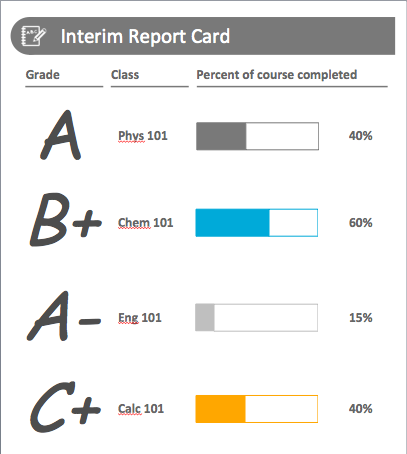 Interim Report Card
Grade Class Percent of course completed
A Phys 101 40%
B+ Chem 101 60%
A- Eng 101 15%
C+ Calc 101 40%